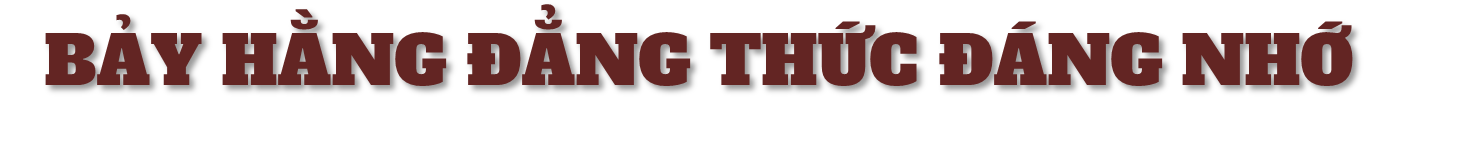 BẢY HẰNG ĐẲNG THỨC ĐÁNG NHỚ